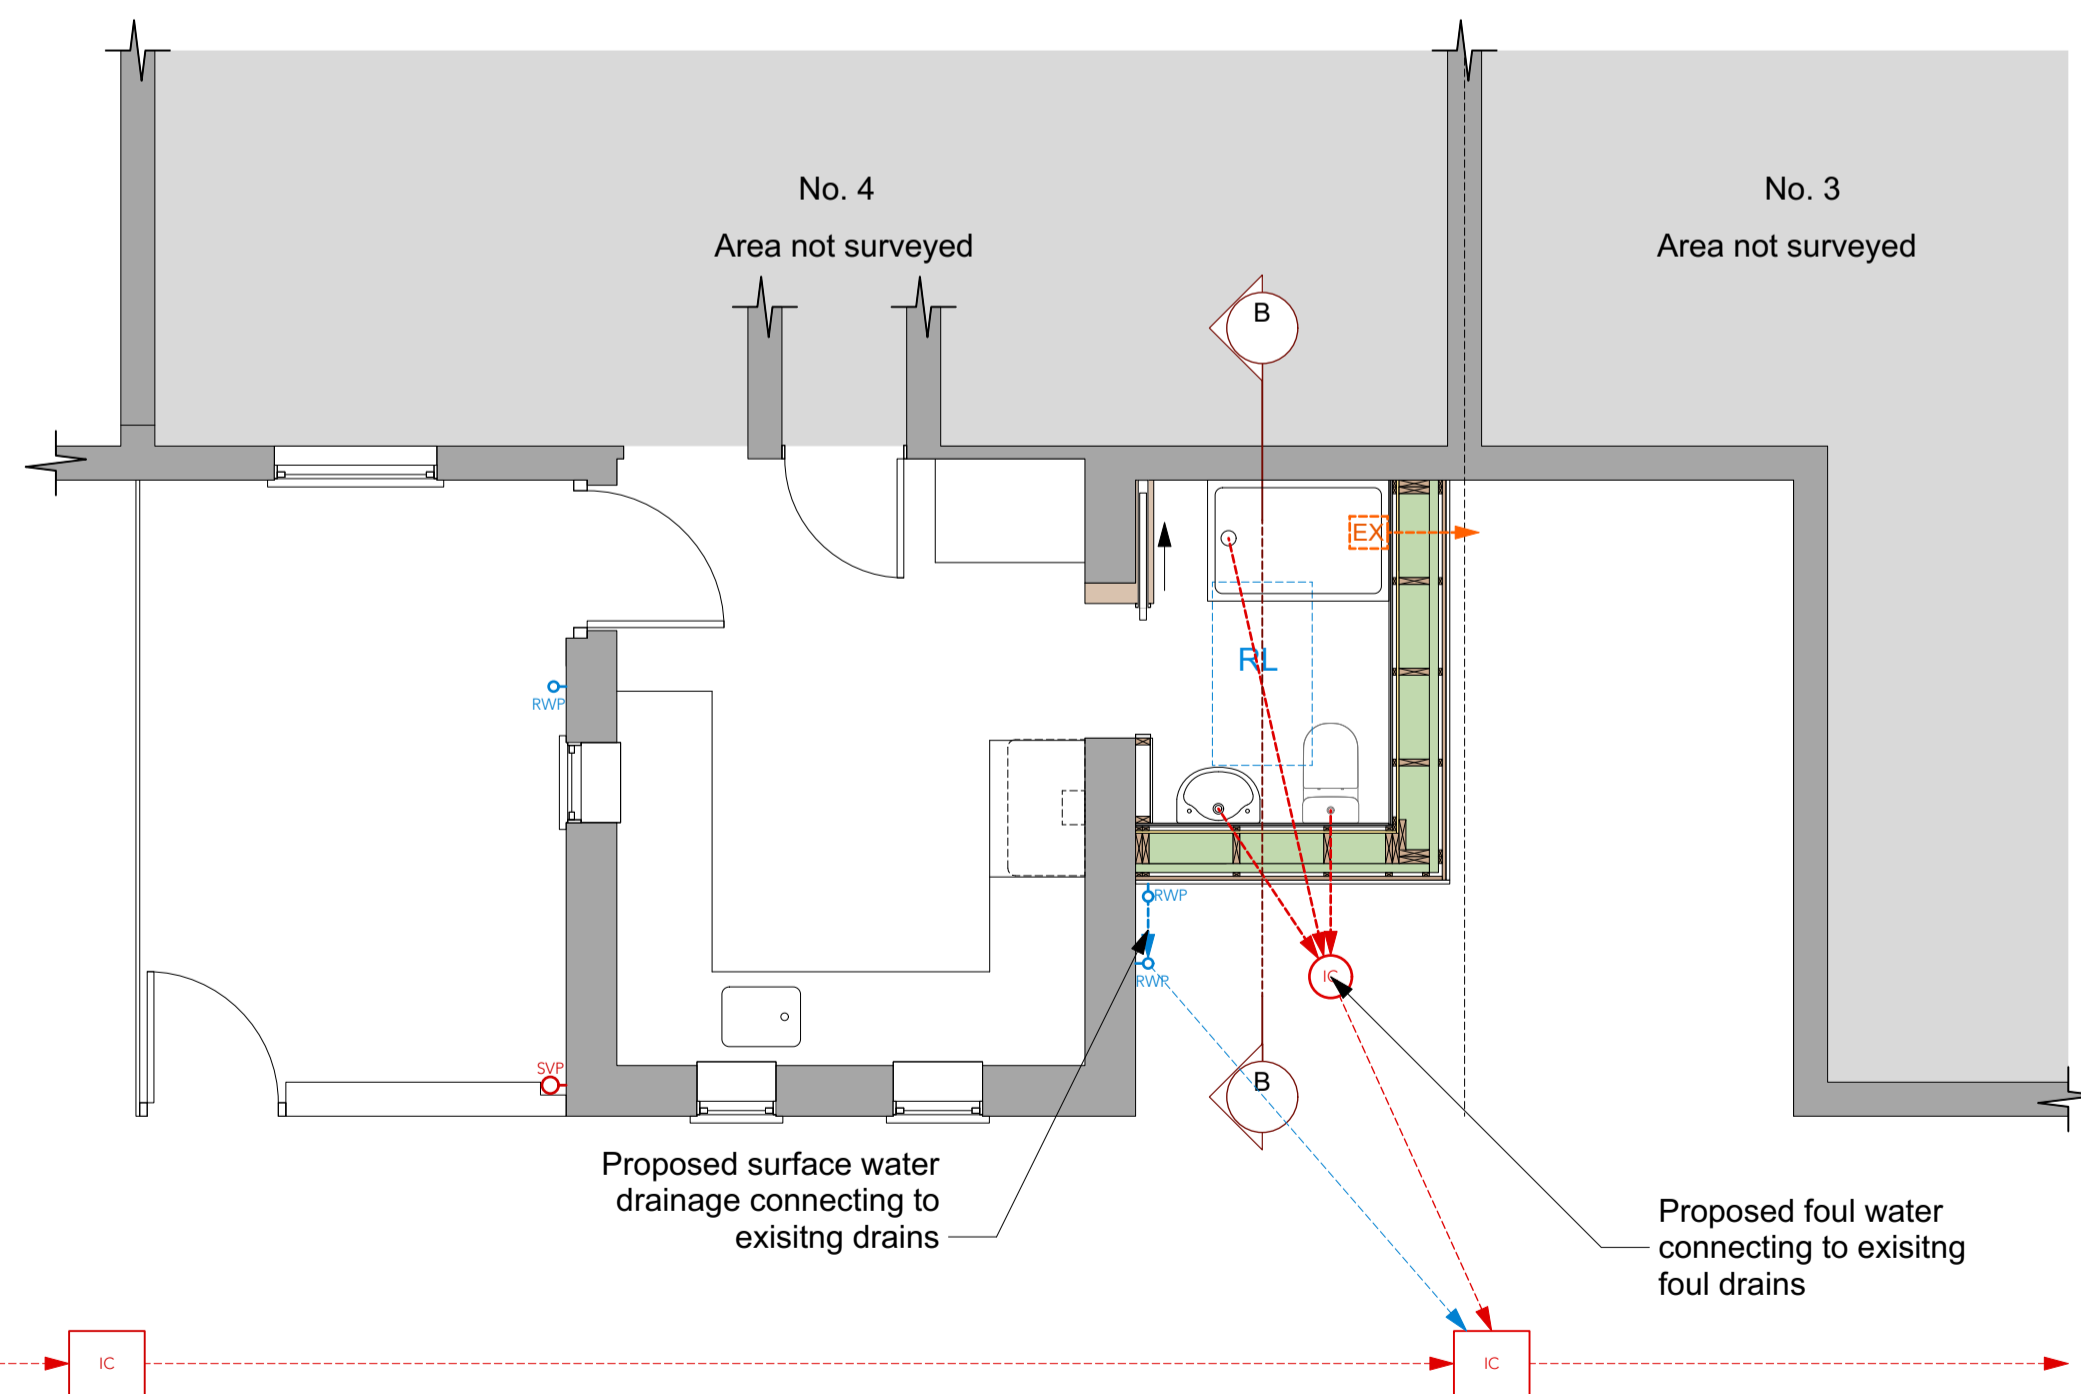 No. 4
Area not surveyed
No. 3
Area not surveyed
B
EX
RL
RWP
RWP
RWP
IC
SVP
B
Proposed surface water
drainage connecting to
exisitng drains
Proposed foul water
connecting to exisitng
foul drains
IC
IC